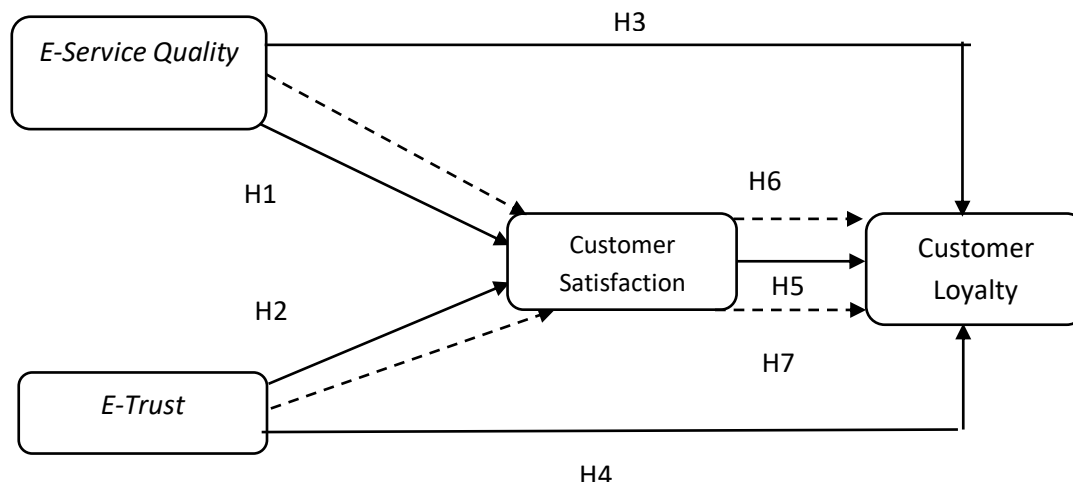 H3
E-Service Quality
H1
H6
Customer
Satisfaction
Customer
Loyalty
H5
H2
H7
E-Trust
H4